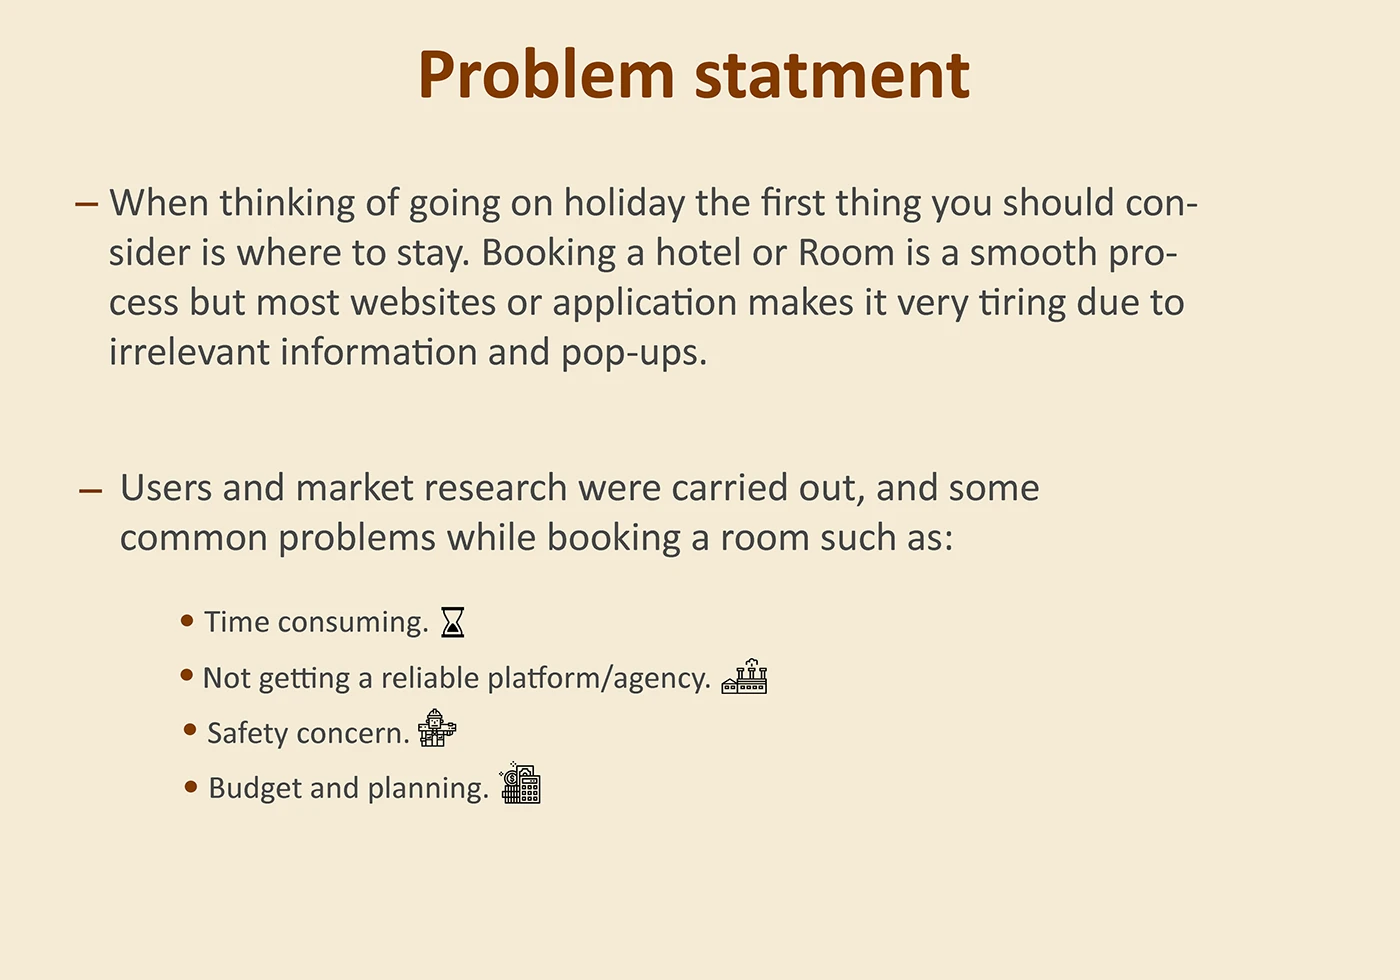 Problem statment
– When thinking of going on holiday the first thing you should con-
sider is where to stay. Booking a hotel or Room is a smooth pro-
cess but most websites or application makes it very tiring due to
irrelevant information and pop-ups.
– Users and market research were carried out, and some
common problems while booking a room such as:
• Time consuming.
• Not getting a reliable platform/agency.
• Safety concern.
• Budget and planning.